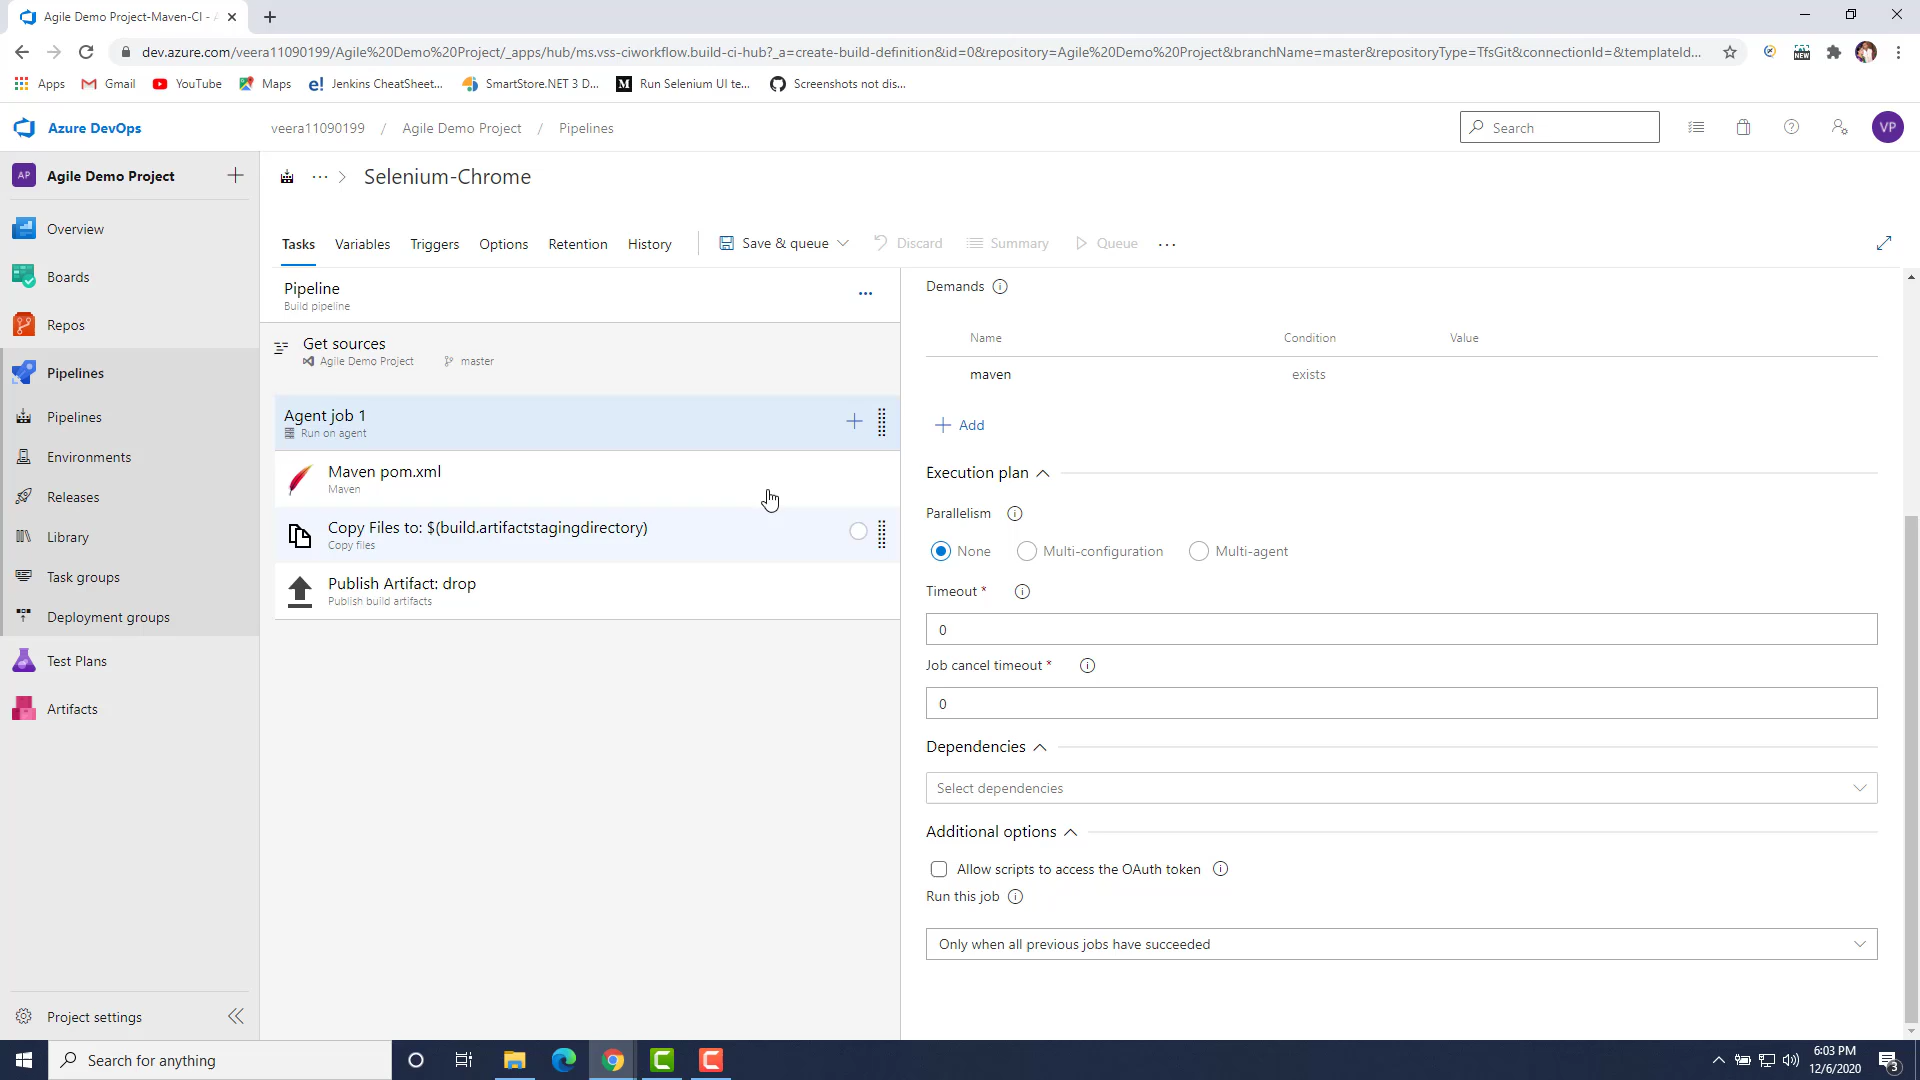 Agile Demo Project-Maven-CI - A
dev.azure.com/veera11090199/Agile%20Demo%20Project/_apps/hub/ms.vss-ciworkflow.build-ci-hub?_a=create-build-definition&id=0&repository=Agile%20Demo%20Project&branchName=master&repositoryType=TfsGit&connectionId=&templateId...
Apps
Gmail
YouTube
Maps
Jenkins CheatSheet...
SmartStore.NET 3 D...
M
Run Selenium UI te...
Screenshots not dis...
NEW
Azure DevOps
veera11090199 / Agile Demo Project / Pipelines
Search
VP
AP
Agile Demo Project
Overview
Boards
Repos
Pipelines
Pipelines
Environments
Releases
Library
Task groups
Deployment groups
Test Plans
Artifacts
Project settings
... > Selenium-Chrome
Tasks
Variables
Triggers
Options
Retention
History
Save & queue
Discard
Summary
Queue
...
Pipeline
Build pipeline
...
Get sources
Agile Demo Project
master
Agent job 1
Run on agent
Maven pom.xml
Maven
Copy Files to: $(build.artifactstagingdirectory)
Copy files
Publish Artifact: drop
Publish build artifacts
Demands
Name
Condition
Value
maven
exists
Add
Execution plan
Parallelism
None
Multi-configuration
Multi-agent
Timeout *
0
Job cancel timeout *
0
Dependencies
Select dependencies
Additional options
Allow scripts to access the OAuth token
Run this job
Only when all previous jobs have succeeded
Search for anything
6:03 PM
12/6/2020
3